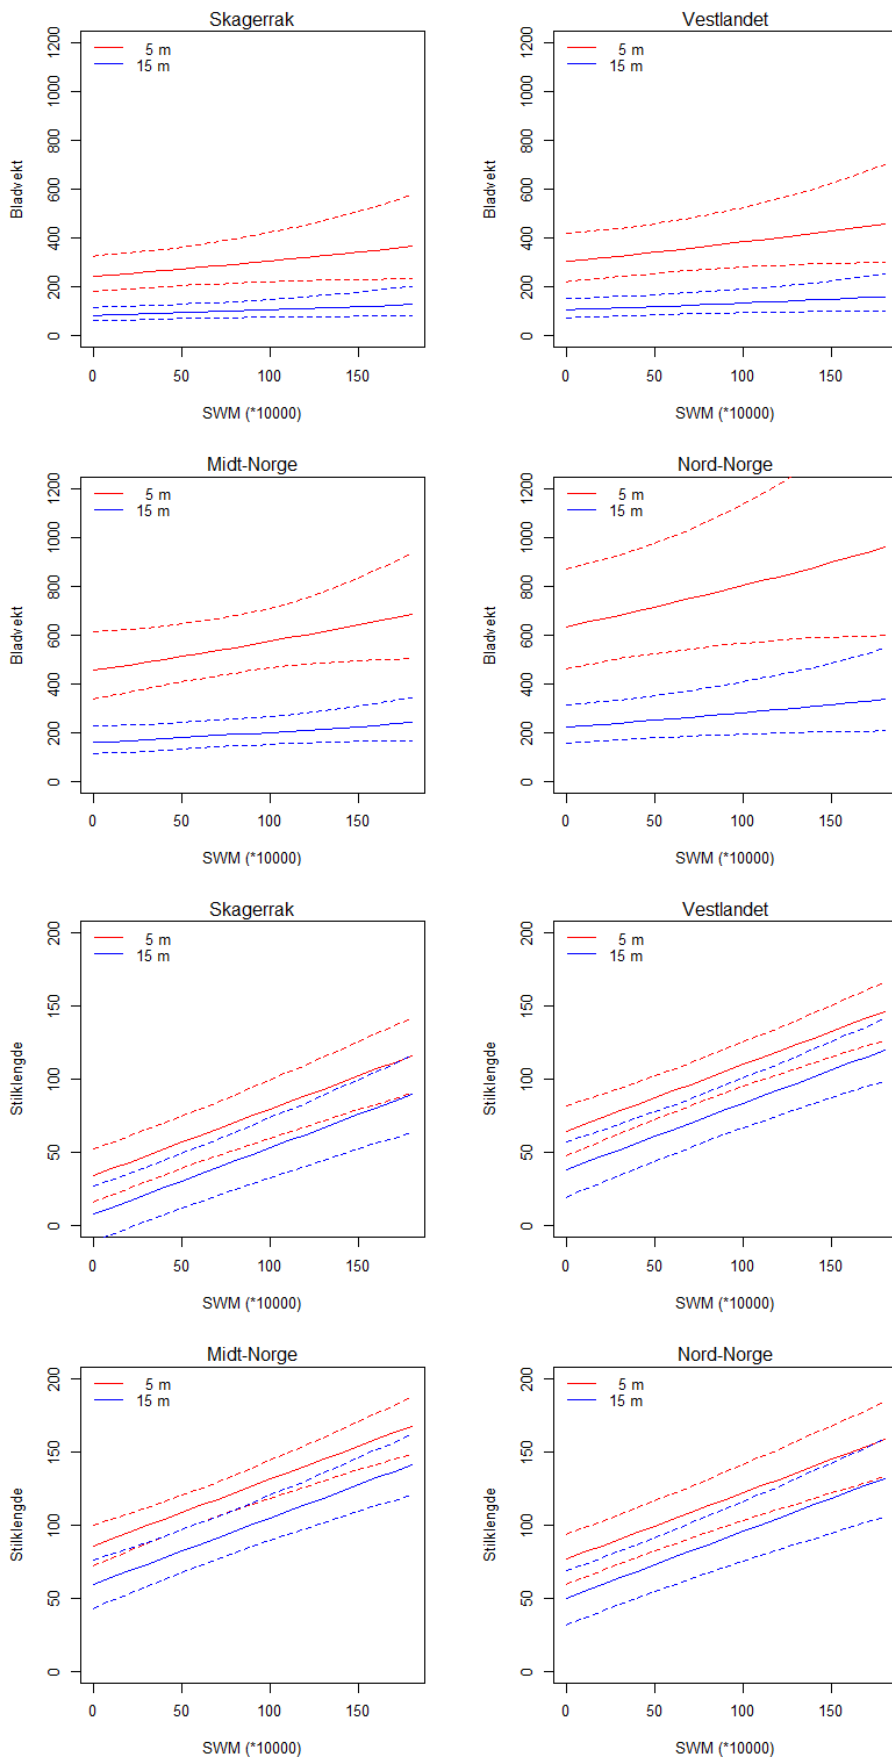 Skagerrak
5 m
15 m
1200
1000
800
600
400
200
0
Bladvekt
0 50 100 150
SWM (*10000)
Vestlandet
5 m
15 m
1200
1000
800
600
400
200
0
Bladvekt
0 50 100 150
SWM (*10000)
Midt-Norge
5 m
15 m
1200
1000
800
600
400
200
0
Bladvekt
0 50 100 150
SWM (*10000)
Nord-Norge
5 m
15 m
1200
1000
800
600
400
200
0
Bladvekt
0 50 100 150
SWM (*10000)
Skagerrak
5 m
15 m
200
150
100
50
0
Stilklengde
0 50 100 150
SWM (*10000)
Vestlandet
5 m
15 m
200
150
100
50
0
Stilklengde
0 50 100 150
SWM (*10000)
Midt-Norge
5 m
15 m
200
150
100
50
0
Stilklengde
0 50 100 150
SWM (*10000)
Nord-Norge
5 m
15 m
200
150
100
50
0
Stilklengde
0 50 100 150
SWM (*10000)